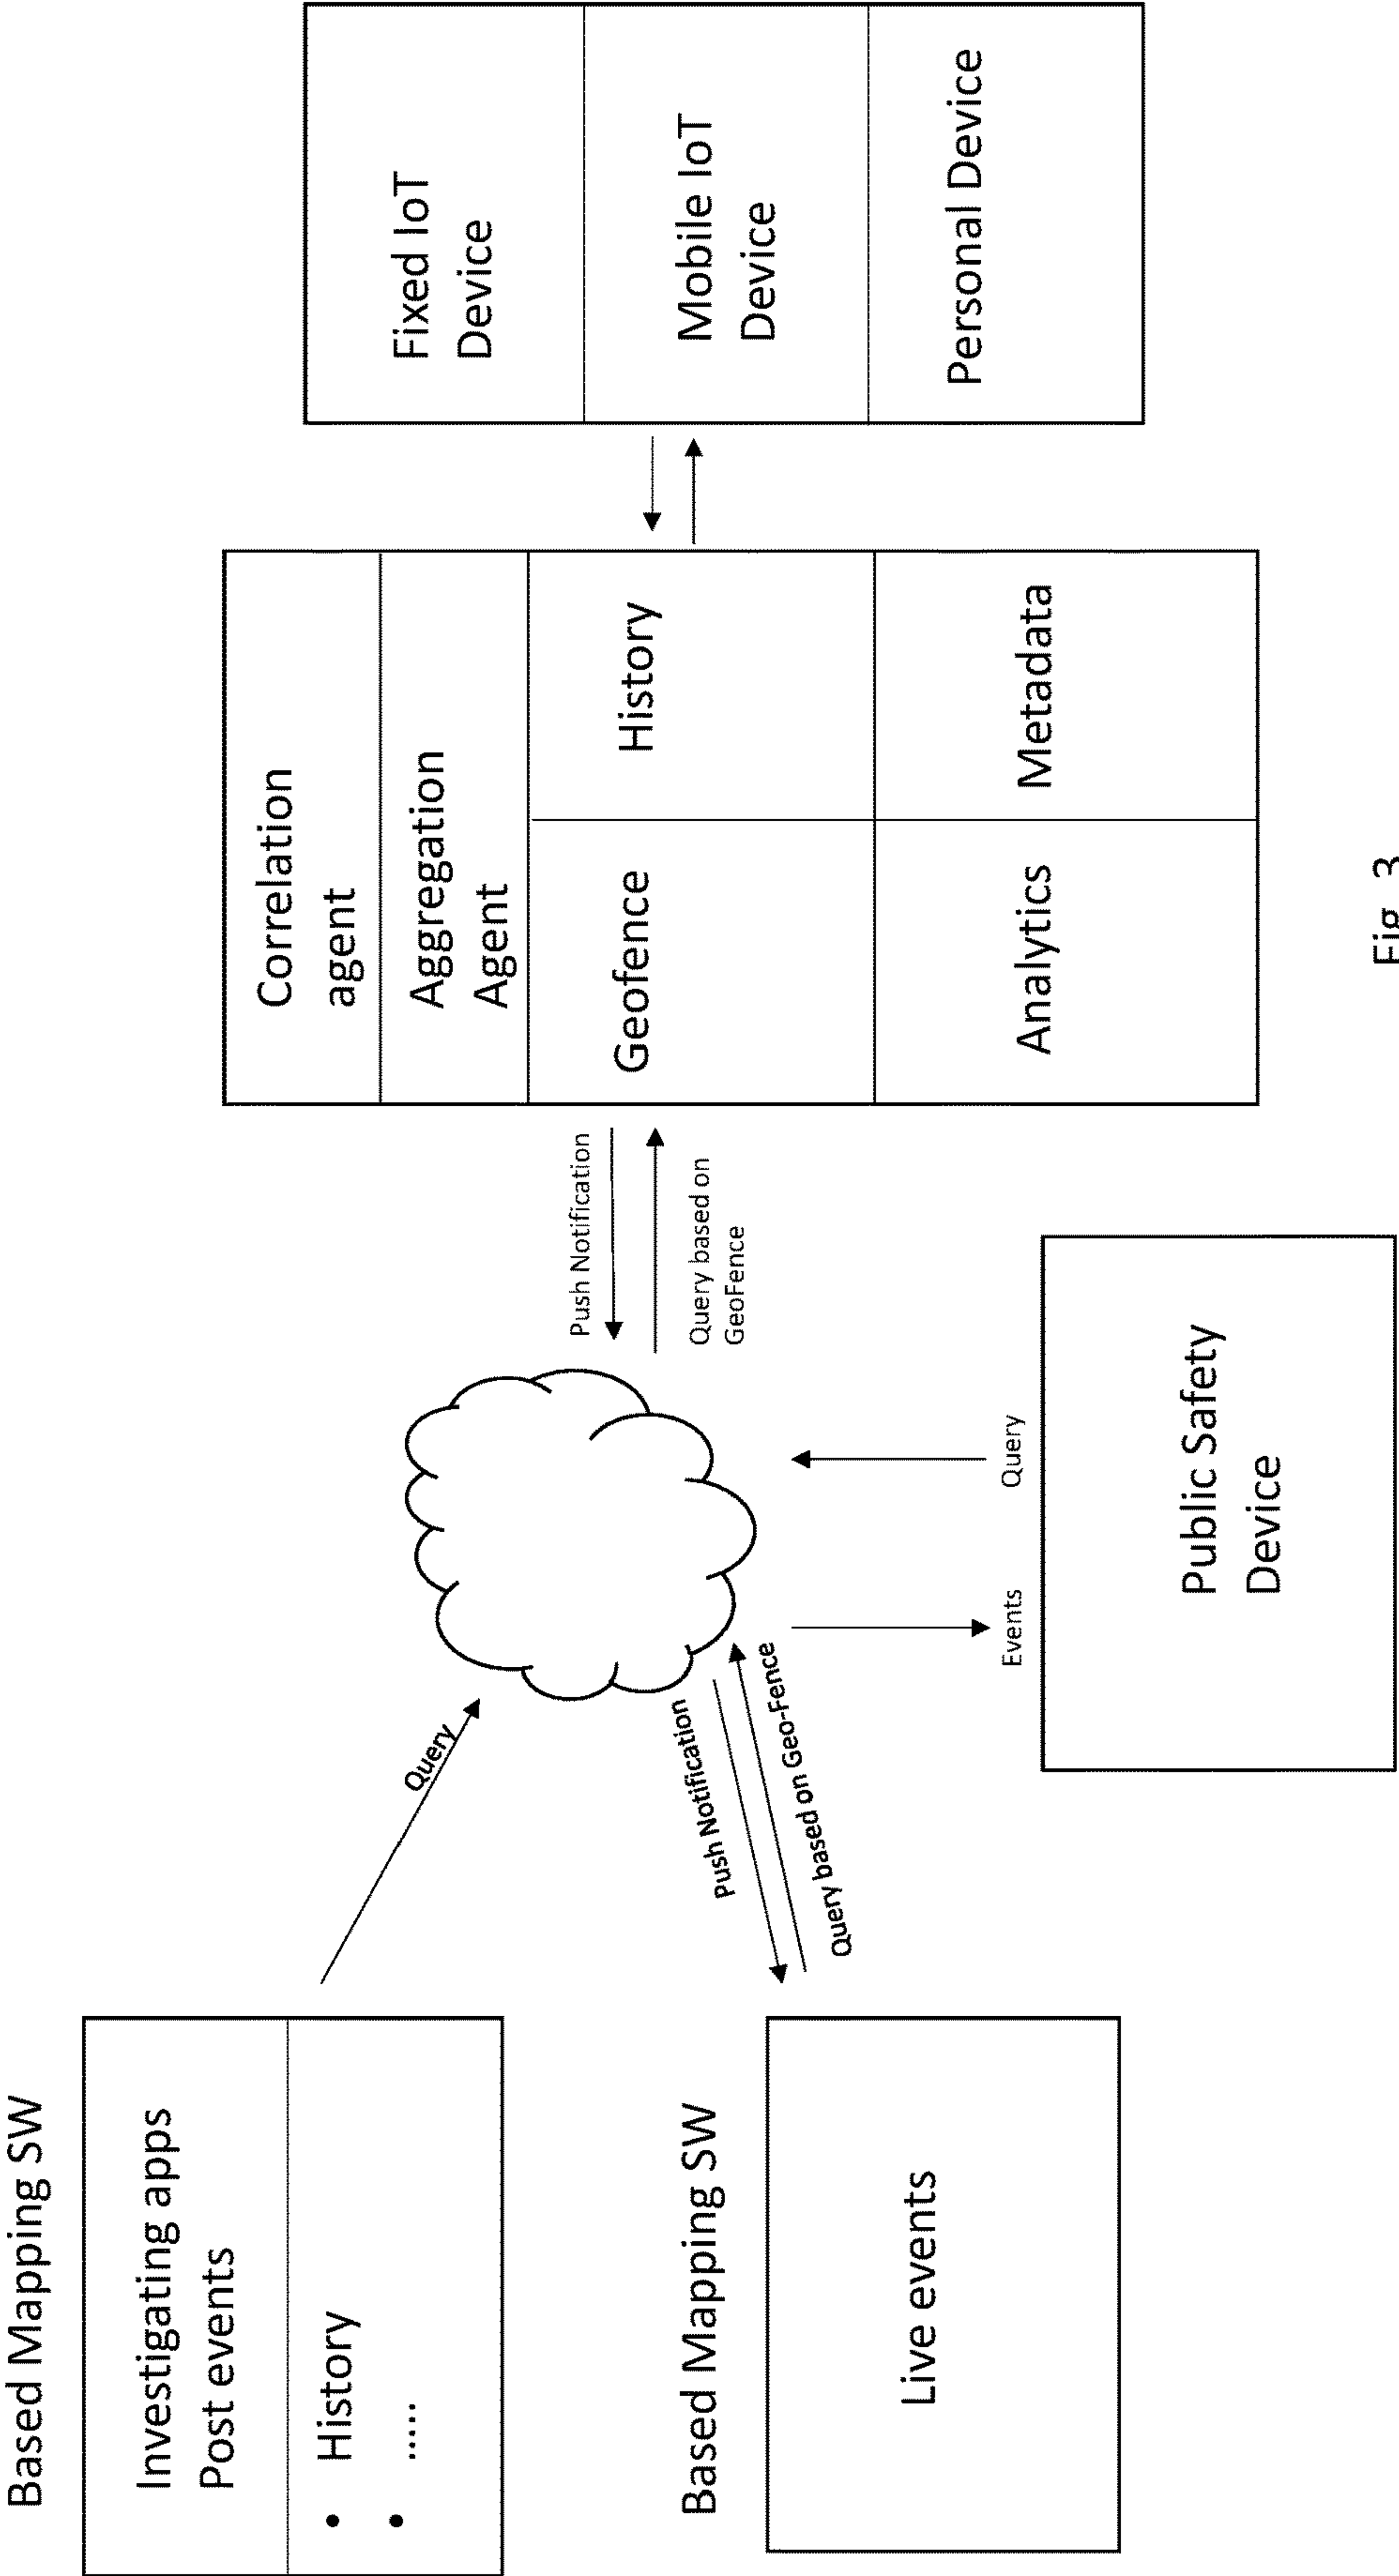 Based Mapping SW
Investigating apps
Post events
• History
• .....
Query
Based Mapping SW
Live events
Push Notification
Query based on Geo-Fence
Events
Query
Public Safety
Device
Push Notification
Query based on
GeoFence
Correlation
agent
Aggregation
Agent
Geofence
History
Analytics
Metadata
Fixed IoT
Device
Mobile IoT
Device
Personal Device
Fig. 3